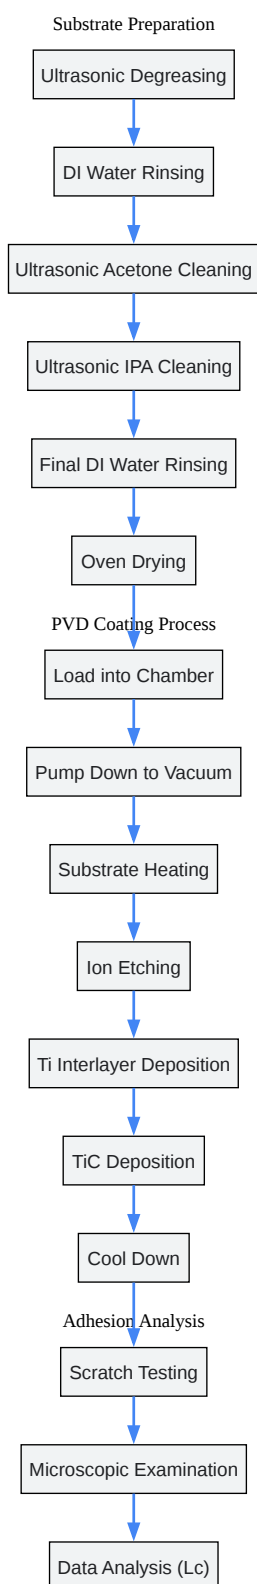 Substrate Preparation
Ultrasonic Degreasing
DI Water Rinsing
Ultrasonic Acetone Cleaning
Ultrasonic IPA Cleaning
Final DI Water Rinsing
Oven Drying
PVD Coating Process
Load into Chamber
Pump Down to Vacuum
Substrate Heating
Ion Etching
Ti Interlayer Deposition
TiC Deposition
Cool Down
Adhesion Analysis
Scratch Testing
Microscopic Examination
Data Analysis (Lc)